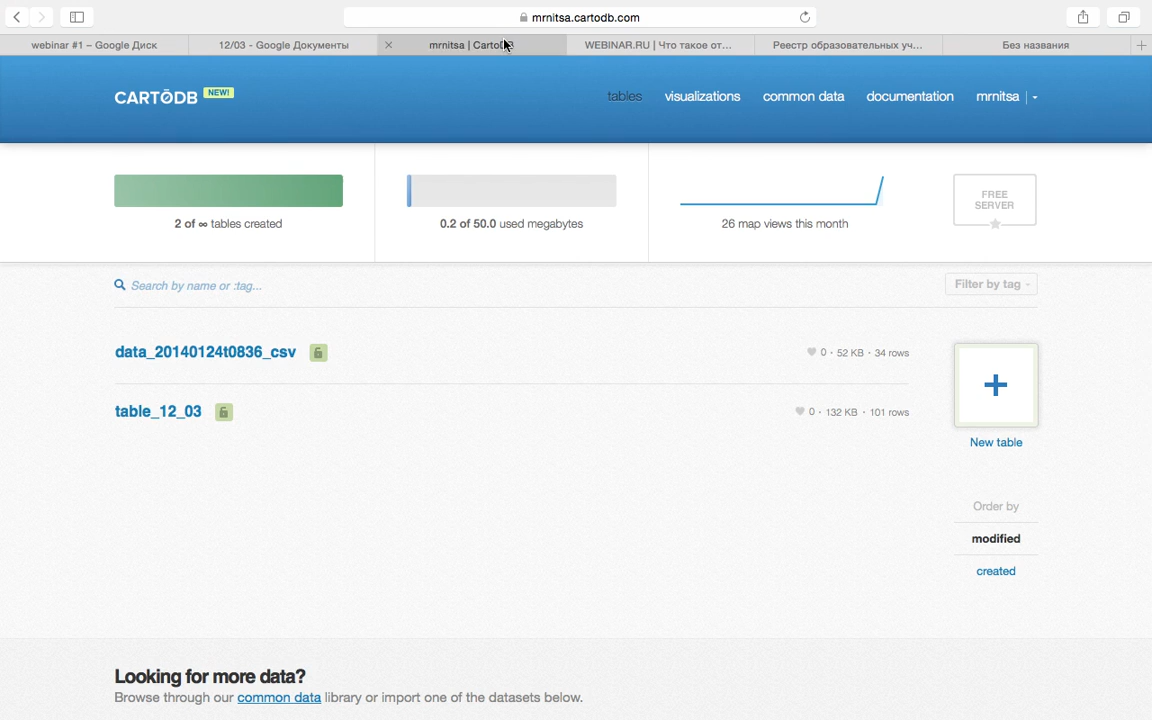 mrnitsa.cartodb.com
webinar #1 – Google Диск
12/03 - Google Документы
mrnitsa | CartoDB
WEBINAR.RU | Что такое от...
Реестр образовательных уч...
Без названия
CARTODB NEW!
tables
visualizations
common data
documentation
mrnitsa
2 of ∞ tables created
0.2 of 50.0 used megabytes
26 map views this month
FREE
SERVER
Search by name or :tag...
Filter by tag
data_20140124t0836_csv
0 · 52 KB · 34 rows
table_12_03
0 · 132 KB · 101 rows
New table
Order by
modified
created
Looking for more data?
Browse through our common data library or import one of the datasets below.